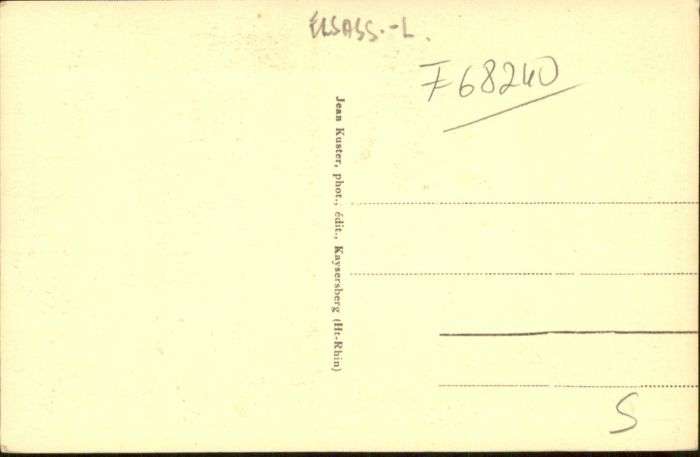 ELSASS.-L.
F68240
Jean Kuster, phot., édit., Kaysersberg (Ht-Rhin)
S